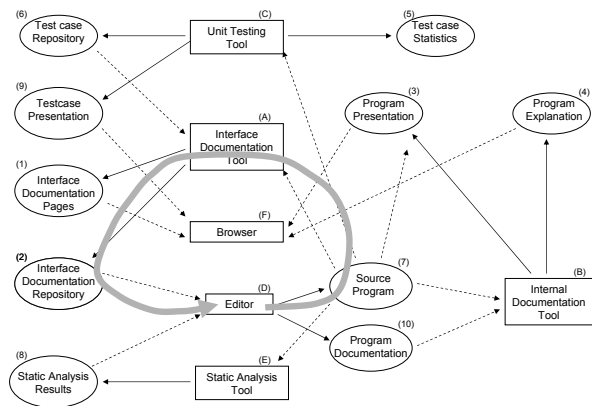 (6)
Test case
Repository
(C)
Unit Testing
Tool
(5)
Test case
Statistics
(9)
Testcase
Presentation
(A)
Interface
Documentation
Tool
(3)
Program
Presentation
(4)
Program
Explanation
(1)
Interface
Documentation
Pages
(F)
Browser
(2)
Interface
Documentation
Repository
(D)
Editor
(7)
Source
Program
(B)
Internal
Documentation
Tool
(10)
Program
Documentation
(8)
Static Analysis
Results
(E)
Static Analysis
Tool